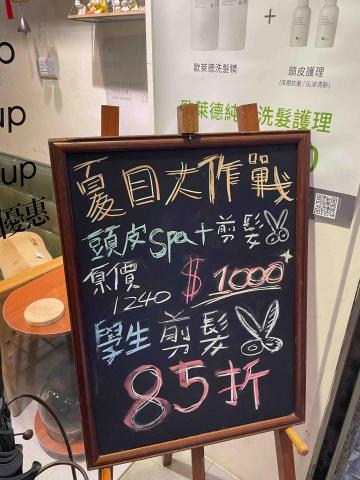 歐萊德洗髮精
+
頭皮護理
歐萊德純 洗髮護理
up
up
優惠
夏日大作戰
頭皮spa+剪髮
原價
1240
$1000
學生剪髮
85折